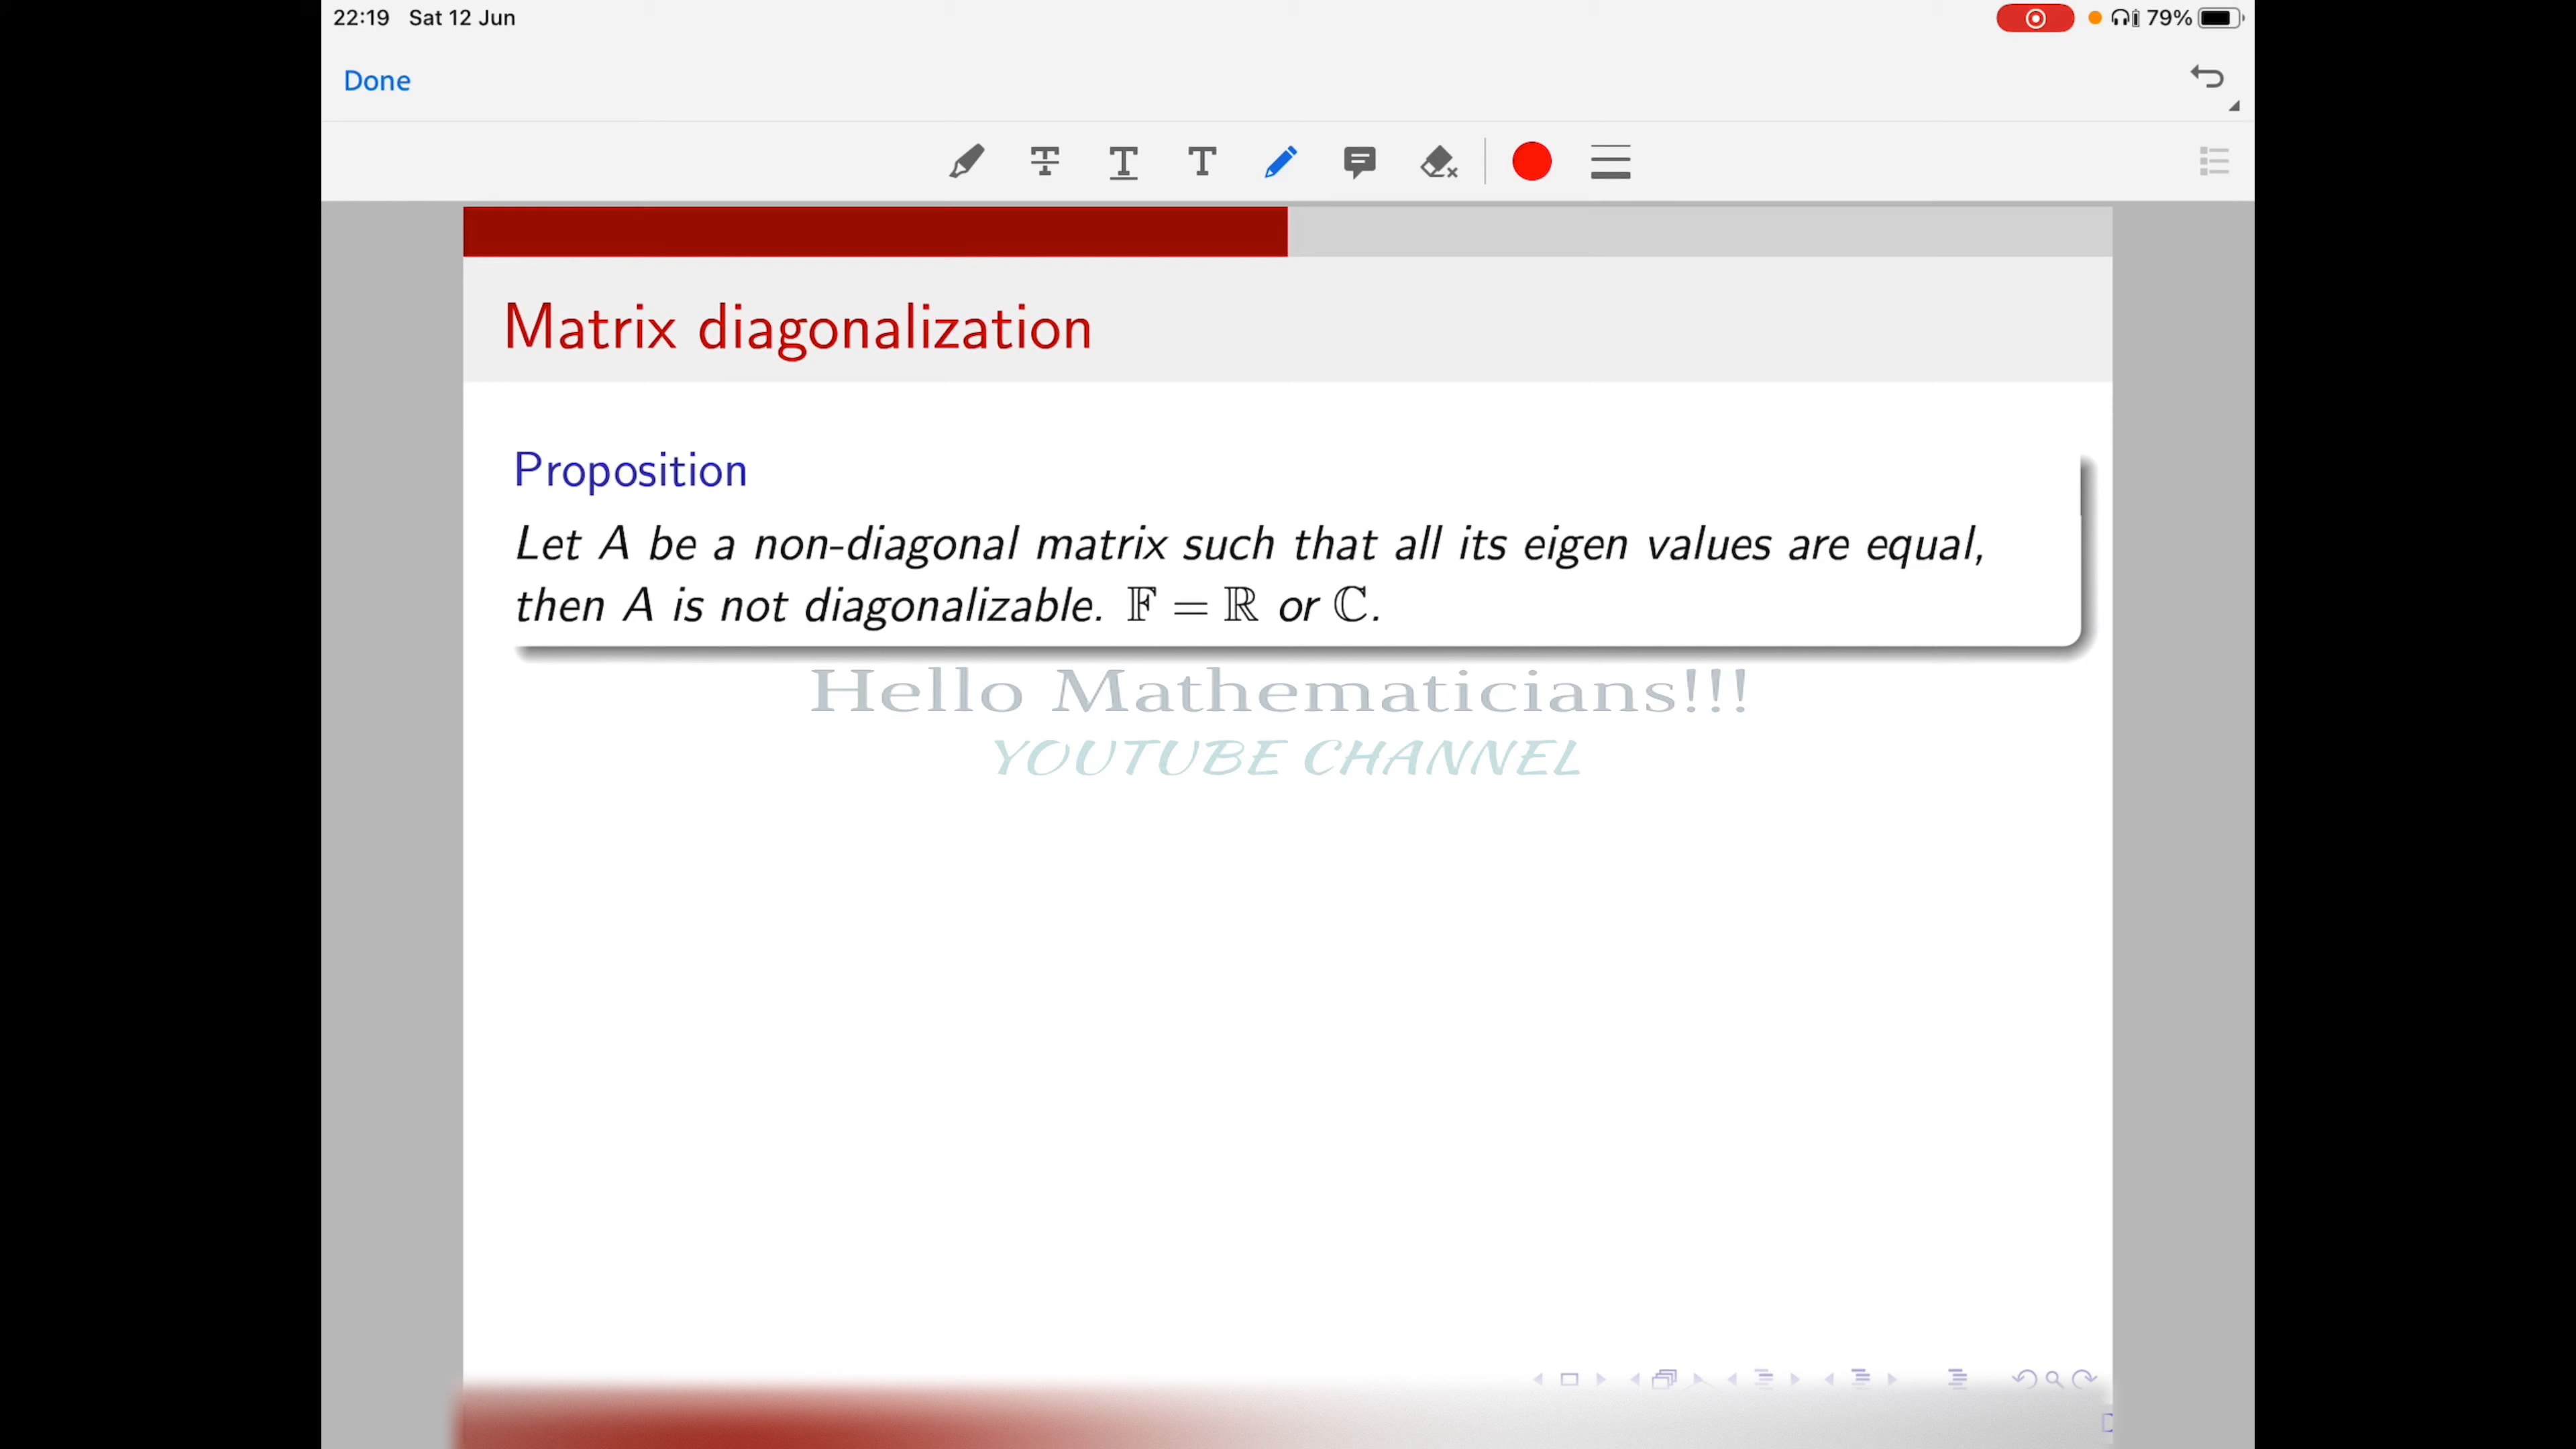 22:19 Sat 12 Jun
79%
Done
Matrix diagonalization
Proposition
Let A be a non-diagonal matrix such that all its eigen values are equal,
then A is not diagonalizable. 𝔽 = ℝ or ℂ.
Hello Mathematicians!!!
YOUTUBE CHANNEL